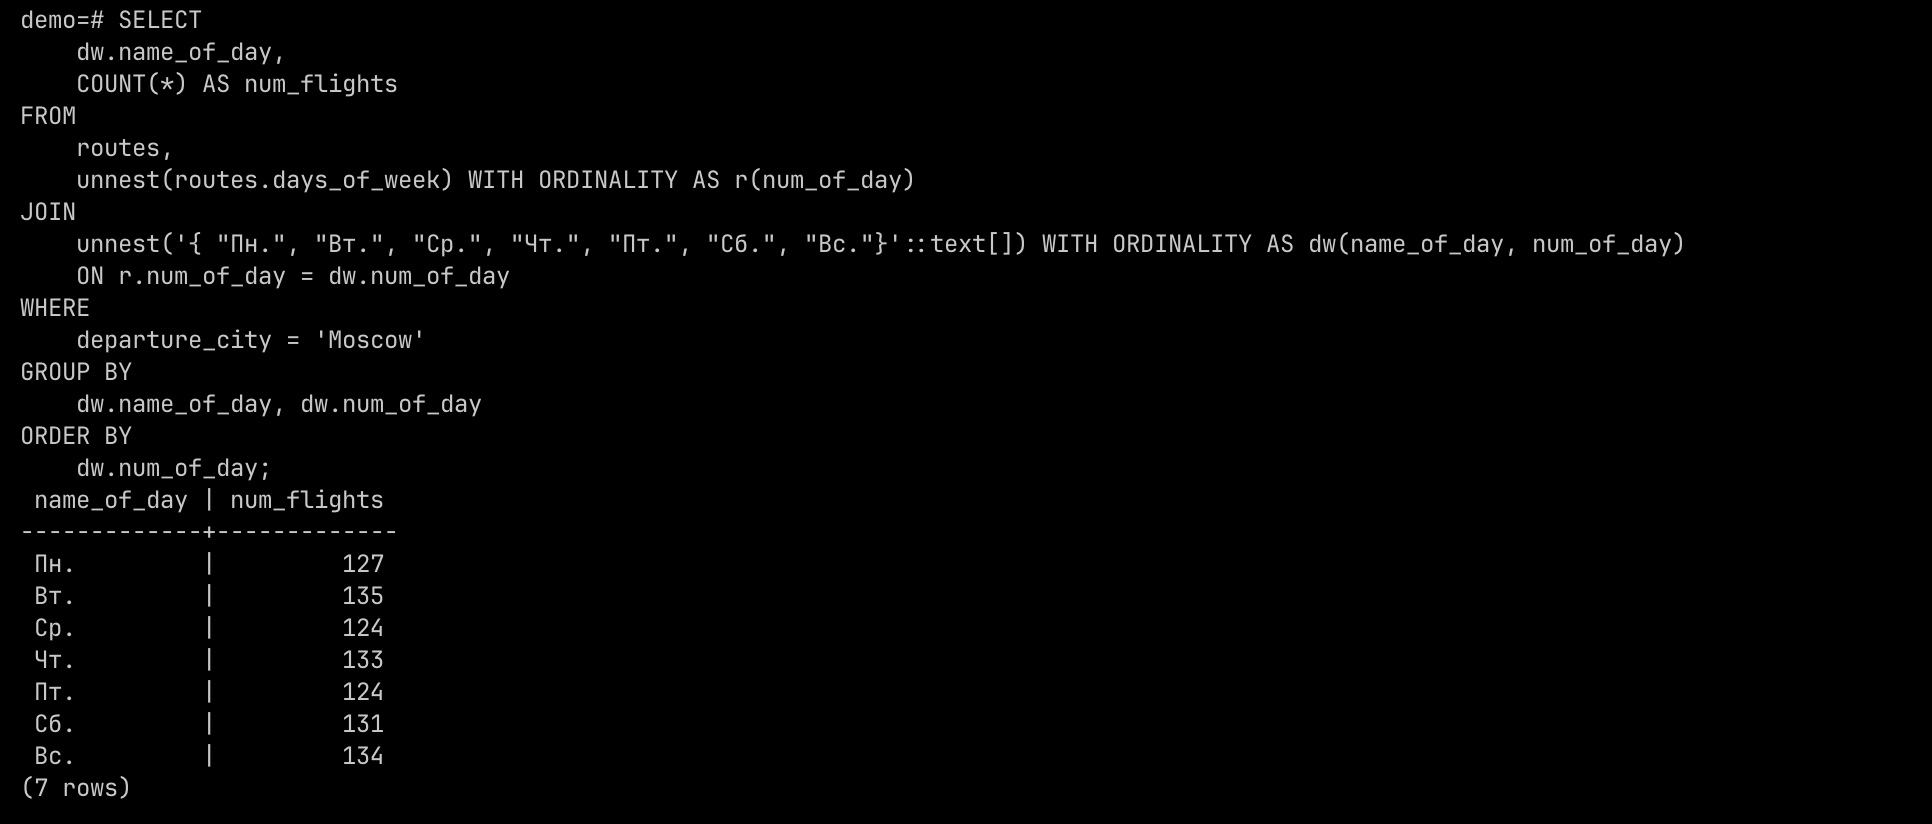 demo=# SELECT
    dw.name_of_day,
    COUNT(*) AS num_flights
FROM
    routes,
    unnest(routes.days_of_week) WITH ORDINALITY AS r(num_of_day)
JOIN
    unnest('{ "Пн.", "Вт.", "Ср.", "Чт.", "Пт.", "Сб.", "Вс."}'::text[]) WITH ORDINALITY AS dw(name_of_day, num_of_day)
    ON r.num_of_day = dw.num_of_day
WHERE
    departure_city = 'Moscow'
GROUP BY
    dw.name_of_day, dw.num_of_day
ORDER BY
    dw.num_of_day;
 name_of_day | num_flights
-------------+-------------
 Пн.         |         127
 Вт.         |         135
 Ср.         |         124
 Чт.         |         133
 Пт.         |         124
 Сб.         |         131
 Вс.         |         134
(7 rows)